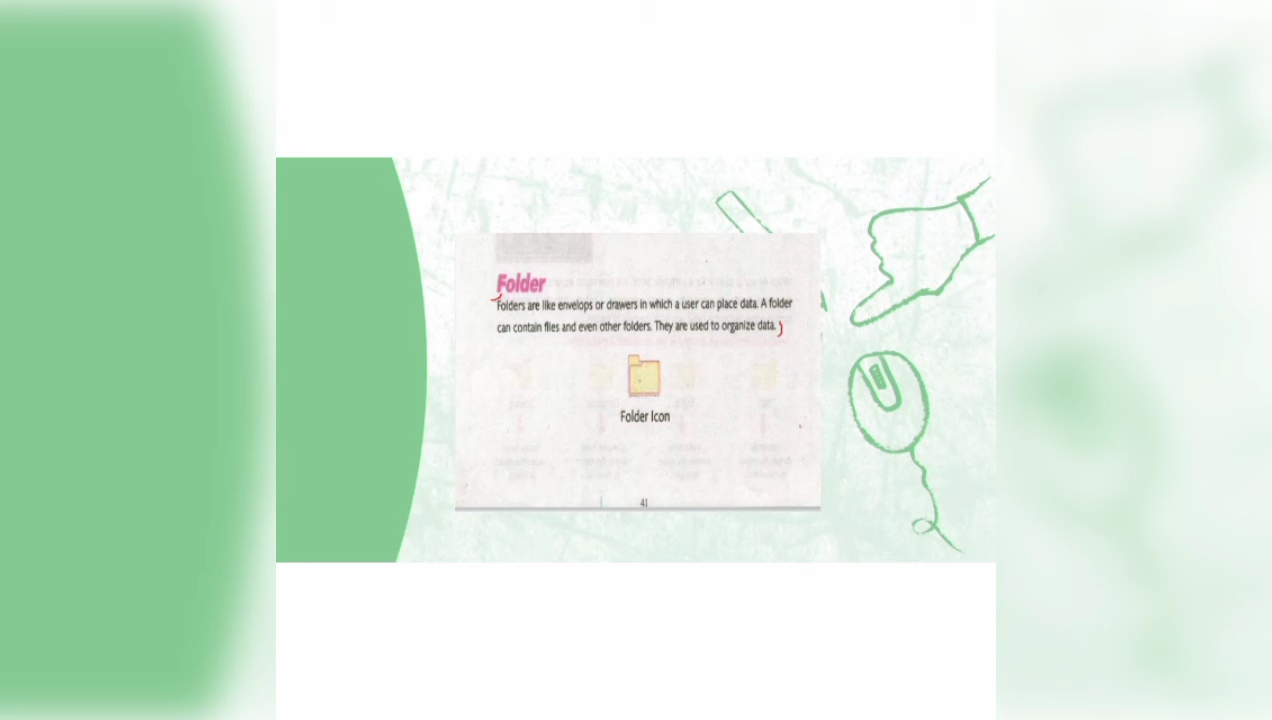 Folder
Folders are like envelops or drawers in which a user can place data. A folder
can contain files and even other folders. They are used to organize data.
Folder Icon
41